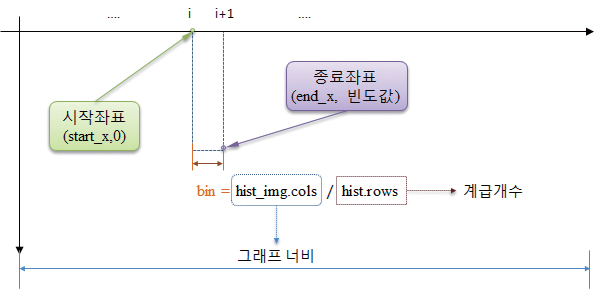 ....
i
i+1
....
시작좌표
(start_x,0)
종료좌표
(end_x, 빈도값)
bin = hist_img.cols / hist.rows
계급개수
그래프 너비